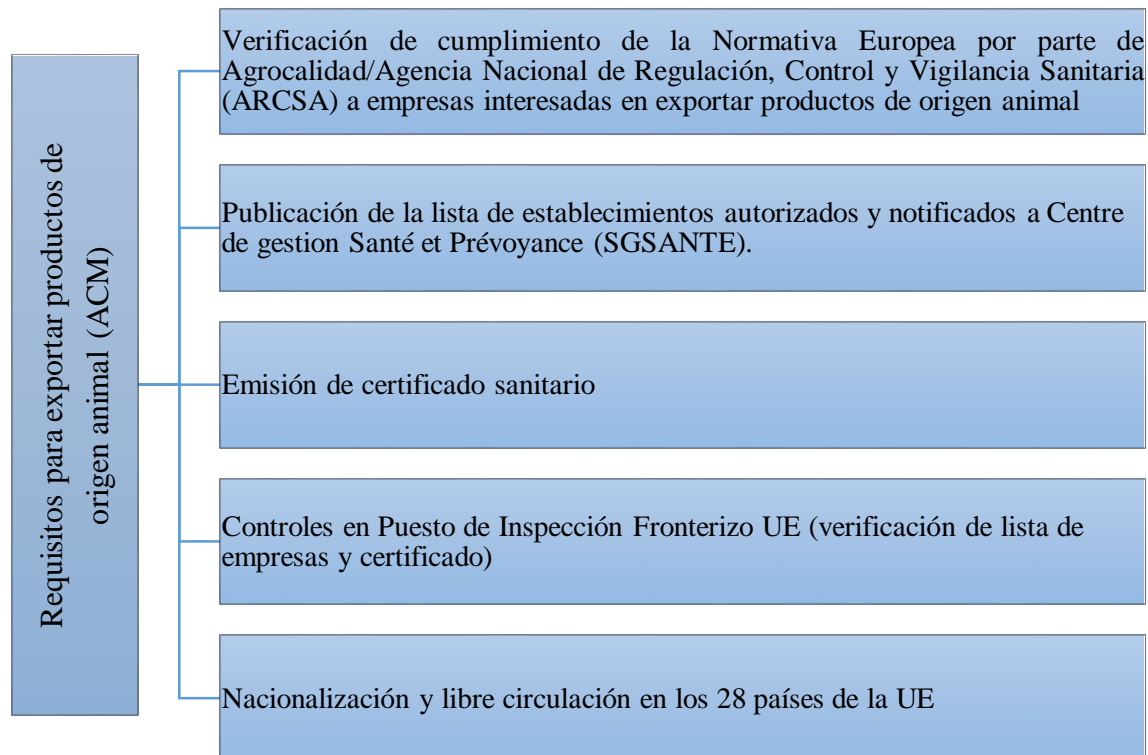 Requisitos para exportar productos de
origen animal (ACM)
Verificación de cumplimiento de la Normativa Europea por parte de
Agrocalidad/Agencia Nacional de Regulación, Control y Vigilancia Sanitaria
(ARCSA) a empresas interesadas en exportar productos de origen animal
Publicación de la lista de establecimientos autorizados y notificados a Centre
de gestion Santé et Prévoyance (SGSANTE).
Emisión de certificado sanitario
Controles en Puesto de Inspección Fronterizo UE (verificación de lista de
empresas y certificado)
Nacionalización y libre circulación en los 28 países de la UE